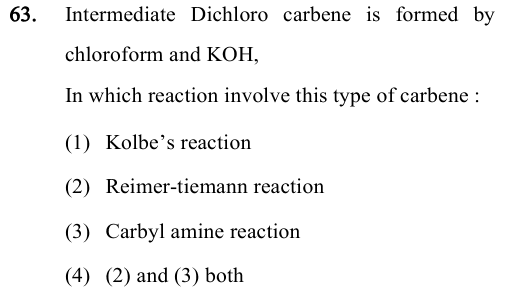 63. Intermediate Dichloro carbene is formed by
chloroform and KOH,
In which reaction involve this type of carbene :
(1) Kolbe's reaction
(2) Reimer-tiemann reaction
(3) Carbyl amine reaction
(4) (2) and (3) both